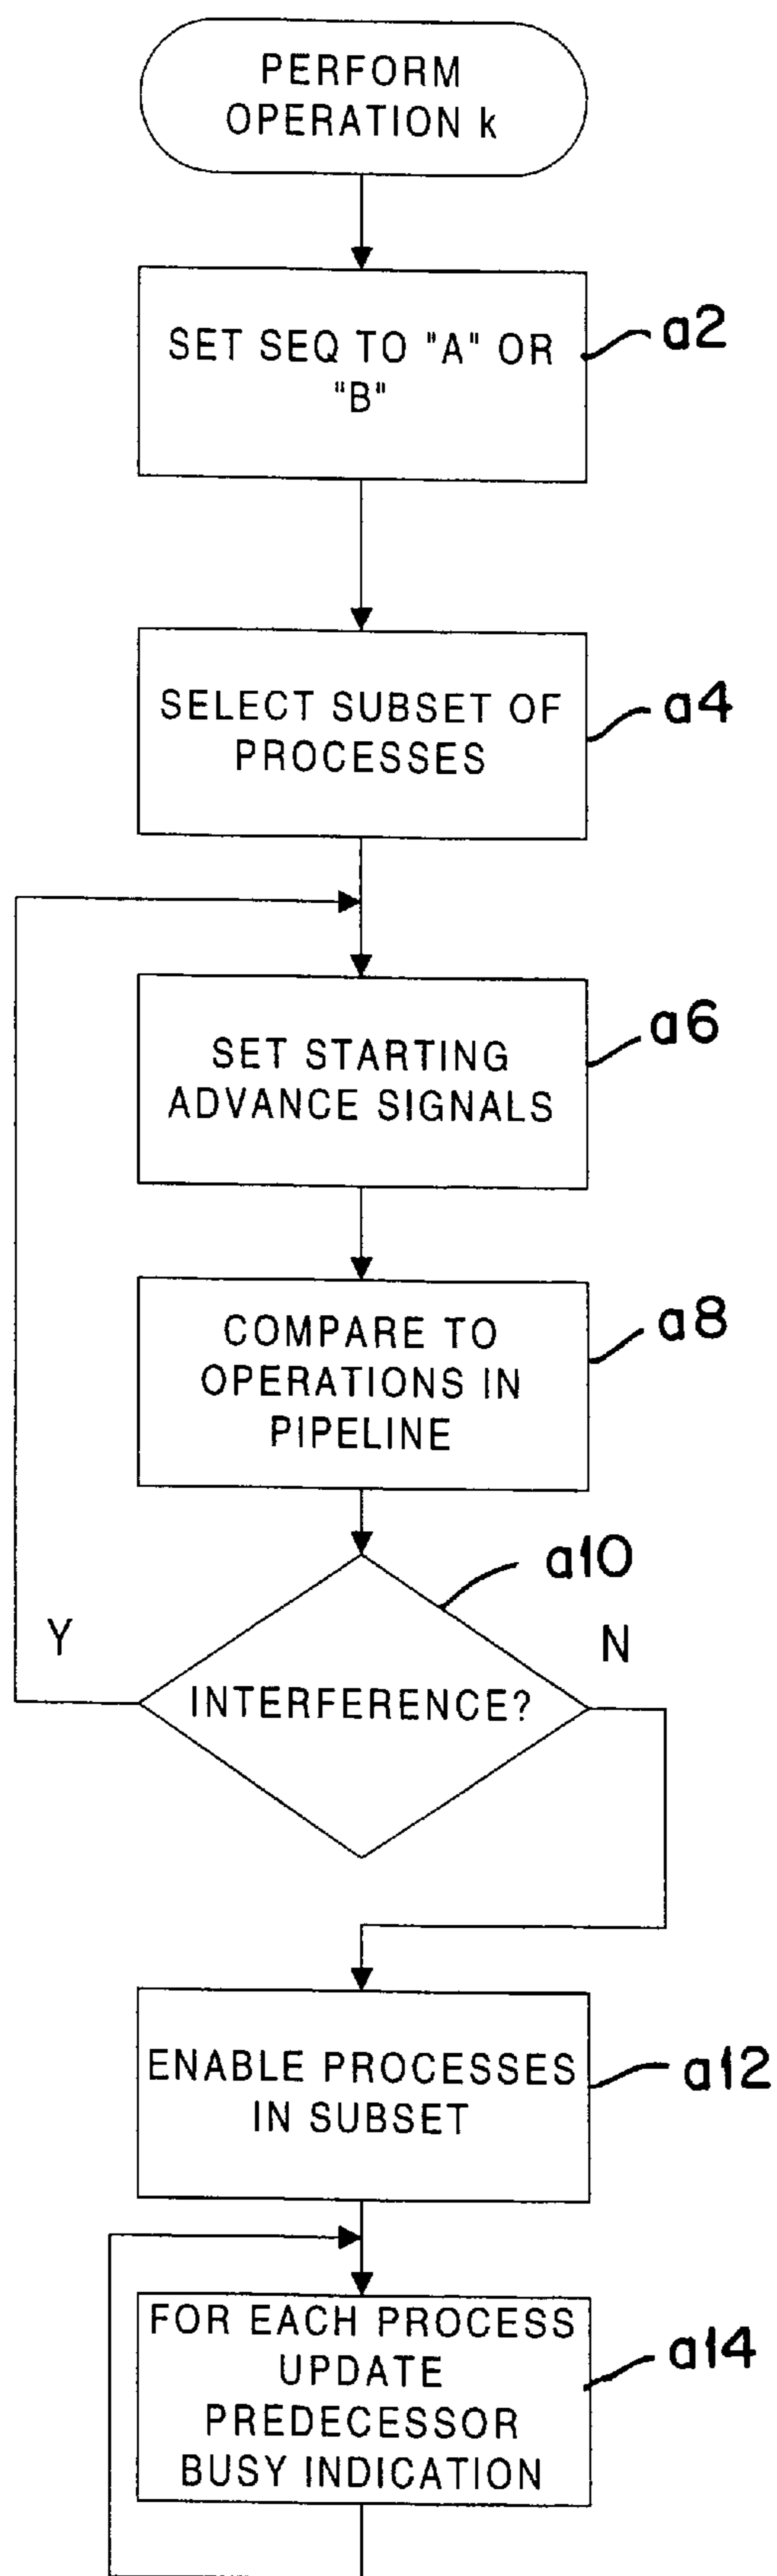 PERFORM
OPERATION k
SET SEQ TO "A" OR
"B"
a2
SELECT SUBSET OF
PROCESSES
a4
SET STARTING
ADVANCE SIGNALS
a6
COMPARE TO
OPERATIONS IN
PIPELINE
a8
a10
Y
N
INTERFERENCE?
ENABLE PROCESSES
IN SUBSET
a12
FOR EACH PROCESS
UPDATE
PREDECESSOR
BUSY INDICATION
a14